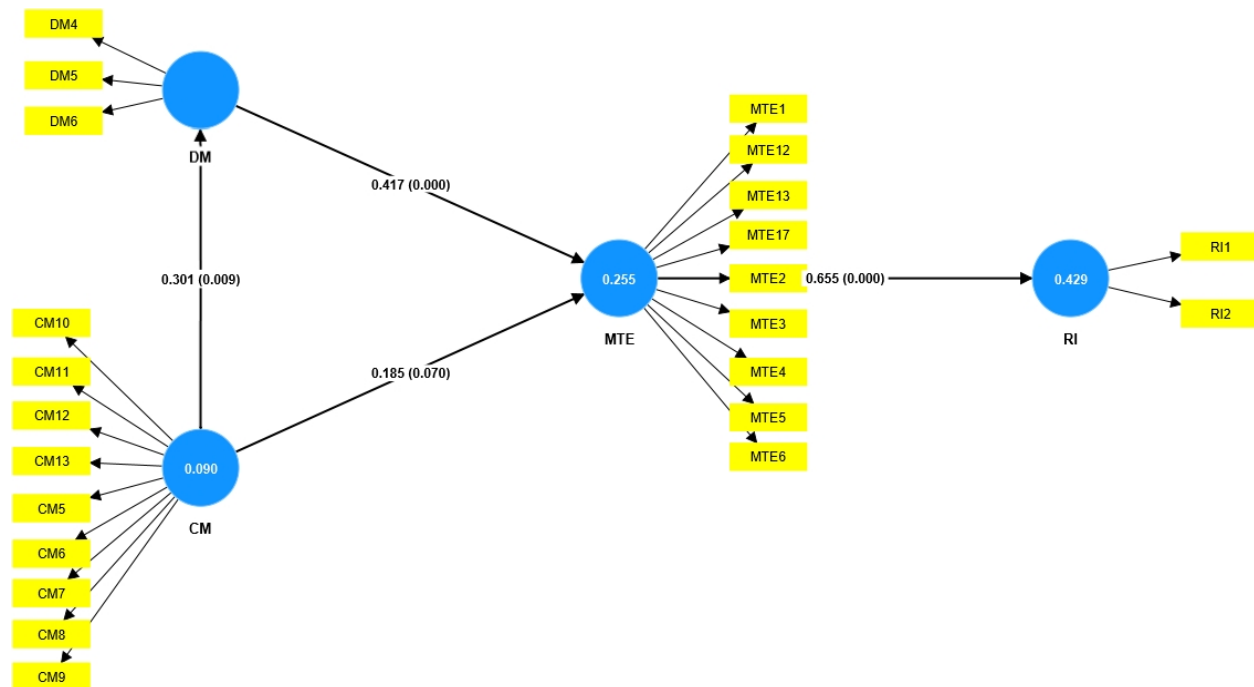 DM4
DM5
DM6
DM
0.417 (0.000)
0.301 (0.009)
CM10
CM11
CM12
CM13
CM5
CM6
CM7
CM8
CM9
0.090
CM
0.185 (0.070)
MTE1
MTE12
MTE13
MTE17
MTE2
MTE3
MTE4
MTE5
MTE6
0.255
MTE
0.655 (0.000)
0.429
RI
RI1
RI2